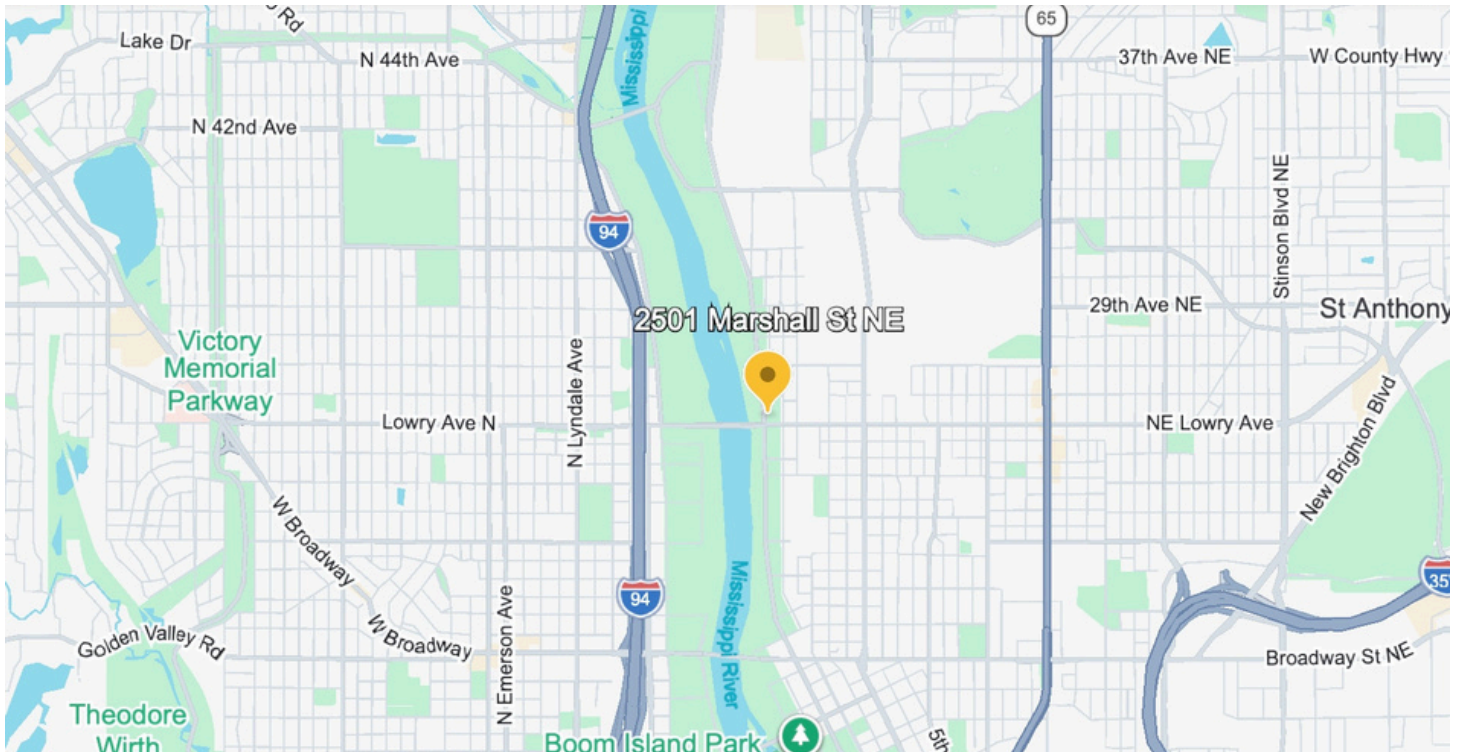 65
Lake Dr
Rd
N 44th Ave
Mississippi
37th Ave NE
W County Hwy
N 42nd Ave
Stinson Blvd NE
94
2501 Marshall St NE
29th Ave NE
St Anthony
Victory
Memorial
Parkway
N Lyndale Ave
Lowry Ave N
NE Lowry Ave
New Brighton Blvd
W Broadway
Mississippi River
94
35
N Emerson Ave
W Broadway
Golden Valley Rd
Broadway St NE
Theodore
Wirth
Boom Island Park
5th